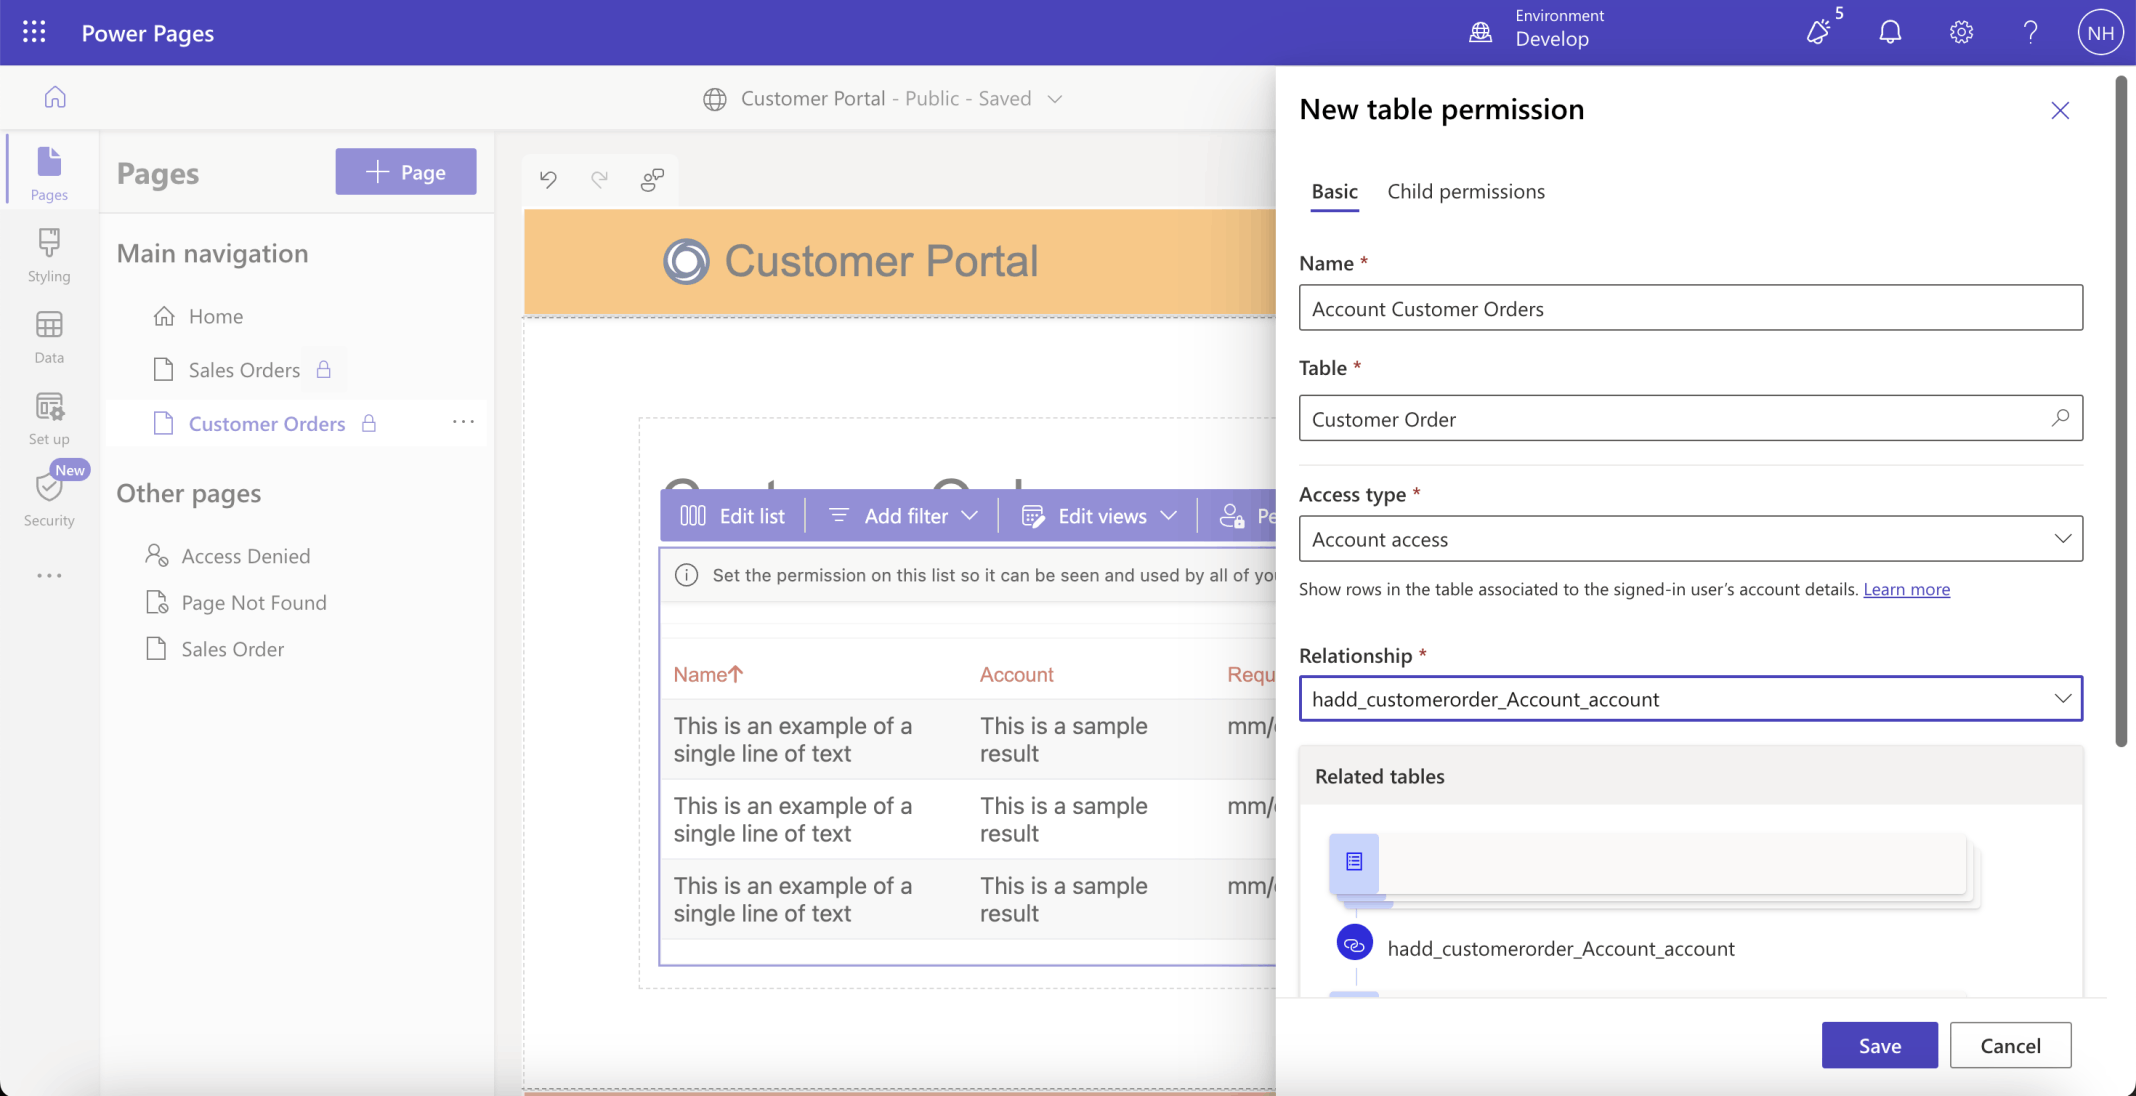 Power Pages
Environment
Develop
5
NH
Customer Portal - Public - Saved
Pages
Styling
Data
Set up
New
Security
Pages
Page
Main navigation
Home
Sales Orders
Customer Orders
Other pages
Access Denied
Page Not Found
Sales Order
Customer Portal
Edit list
Add filter
Edit views
Pe
Set the permission on this list so it can be seen and used by all of you
Name
Account
Requ
This is an example of a
single line of text
This is a sample
result
mm/
This is an example of a
single line of text
This is a sample
result
mm/
This is an example of a
single line of text
This is a sample
result
mm/
New table permission
Basic
Child permissions
Name *
Account Customer Orders
Table *
Customer Order
Access type *
Account access
Show rows in the table associated to the signed-in user’s account details. Learn more
Relationship *
hadd_customerorder_Account_account
Related tables
hadd_customerorder_Account_account
Save
Cancel